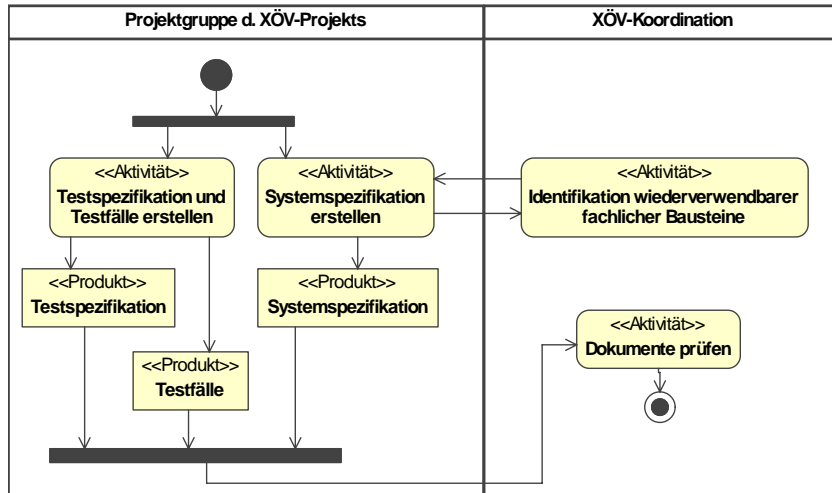 Projektgruppe d. XÖV-Projekts
XÖV-Koordination
<<Aktivität>>
Testspezifikation und
Testfälle erstellen
<<Aktivität>>
Systemspezifikation
erstellen
<<Aktivität>>
Identifikation wiederverwendbarer
fachlicher Bausteine
<<Produkt>>
Testspezifikation
<<Produkt>>
Systemspezifikation
<<Produkt>>
Testfälle
<<Aktivität>>
Dokumente prüfen